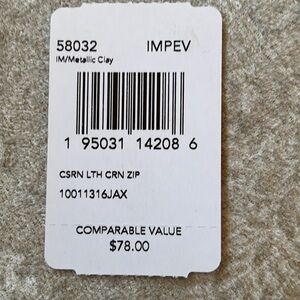 58032 IMPEV
IM/Metallic Clay
1 95031 14208 6
CSRN LTH CRN ZIP
10011316JAX
COMPARABLE VALUE
$78.00